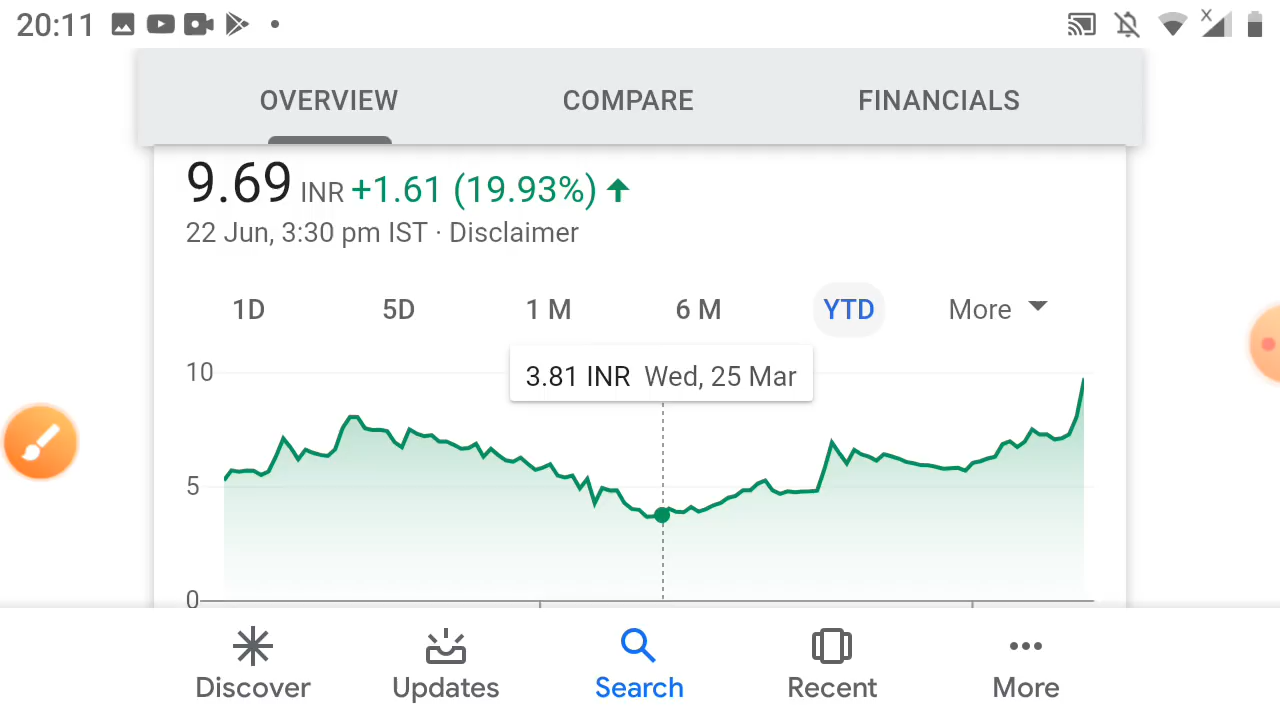 20:11
OVERVIEW COMPARE FINANCIALS
9.69 INR +1.61 (19.93%)
22 Jun, 3:30 pm IST · Disclaimer
1D 5D 1 M 6 M YTD More
3.81 INR Wed, 25 Mar
10
5
0
Discover Updates Search Recent More